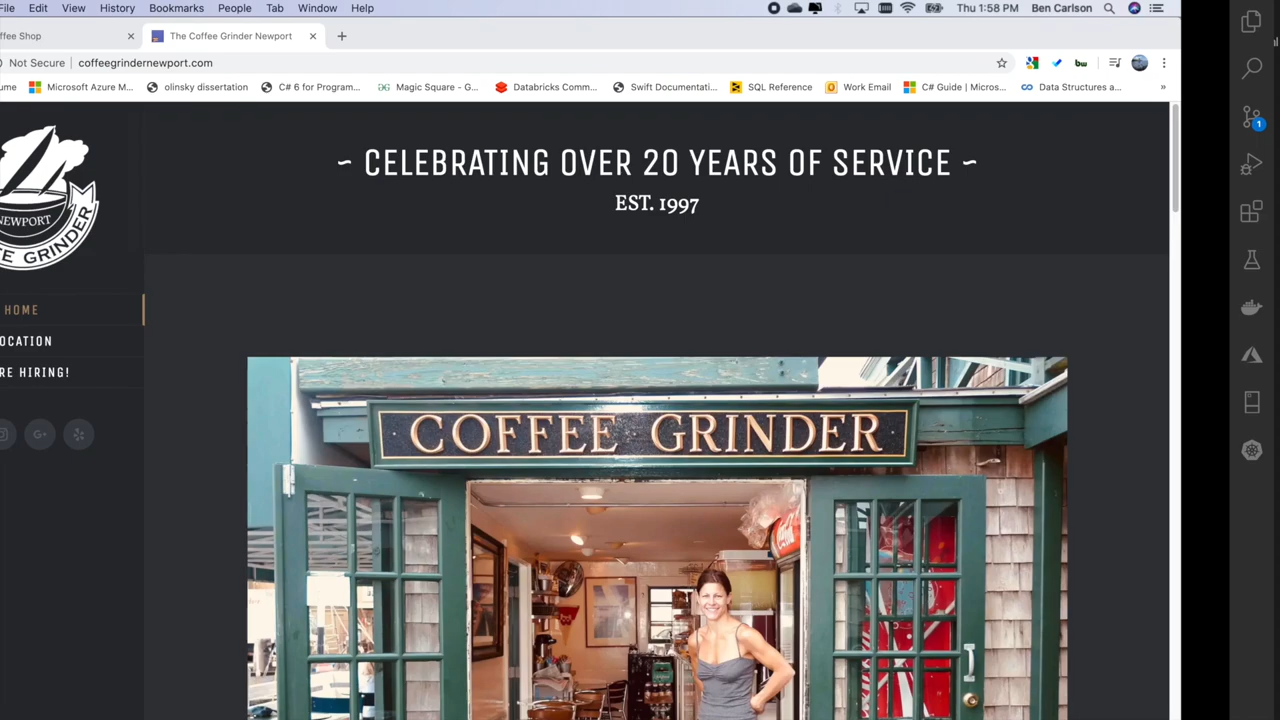 File Edit View History Bookmarks People Tab Window Help Thu 1:58 PM Ben Carlson
ffee Shop The Coffee Grinder Newport
Not Secure coffeegrindernewport.com
ume Microsoft Azure M... olinsky dissertation C# 6 for Program... Magic Square - G... Databricks Comm... Swift Documentati... SQL Reference Work Email C# Guide | Micros... Data Structures a... »
NEWPORT
EE GRINDER
~ CELEBRATING OVER 20 YEARS OF SERVICE ~
EST. 1997
HOME
OCATION
RE HIRING!
COFFEE GRINDER
1